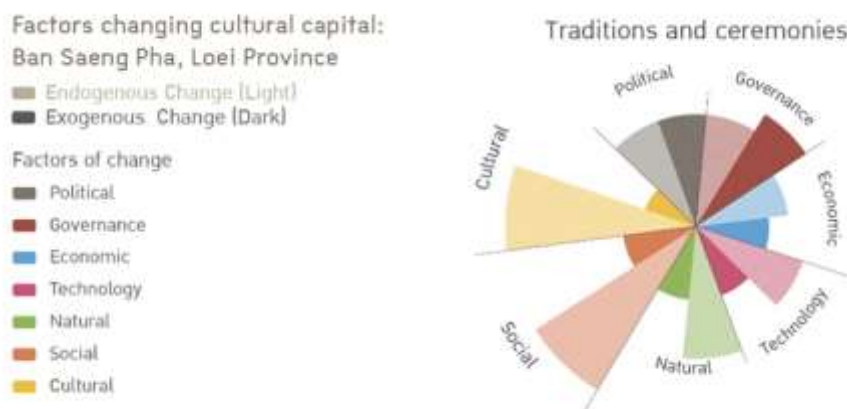 Factors changing cultural capital:
Ban Saeng Pha, Loei Province
Endogenous Change (Light)
Exogenous Change (Dark)
Factors of change
Political
Governance
Economic
Technology
Natural
Social
Cultural
Traditions and ceremonies
Political
Governance
Economic
Technology
Natural
Social
Cultural